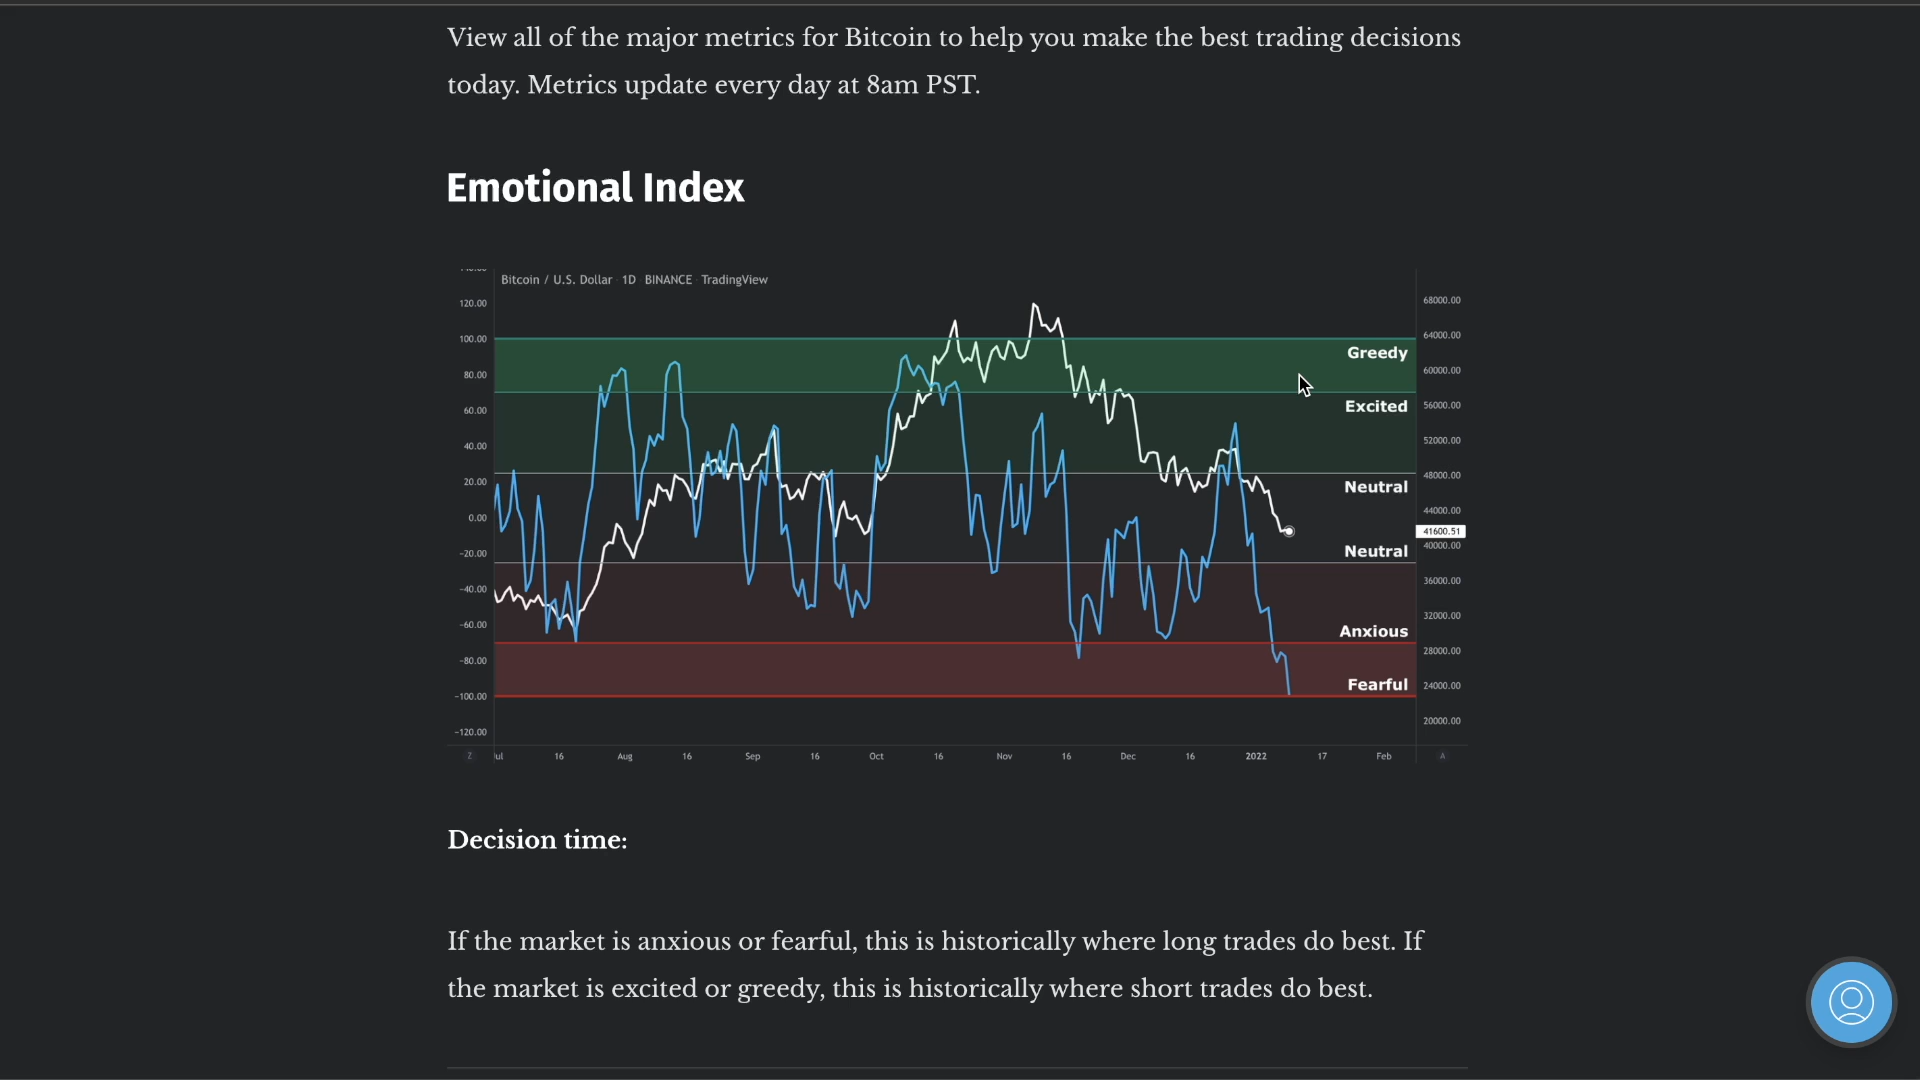 View all of the major metrics for Bitcoin to help you make the best trading decisions
today. Metrics update every day at 8am PST.
Emotional Index
Bitcoin / U.S. Dollar 1D BINANCE TradingView
120.00
100.00
80.00
60.00
40.00
20.00
0.00
−20.00
−40.00
−60.00
−80.00
−100.00
−120.00
Greedy
Excited
Neutral
Neutral
Anxious
Fearful
68000.00
64000.00
60000.00
56000.00
52000.00
48000.00
44000.00
41600.51
40000.00
36000.00
32000.00
28000.00
24000.00
20000.00
Z 16 Aug 16 Sep 16 Oct 16 Nov 16 Dec 16 2022 17 Feb A
Decision time:
If the market is anxious or fearful, this is historically where long trades do best. If
the market is excited or greedy, this is historically where short trades do best.